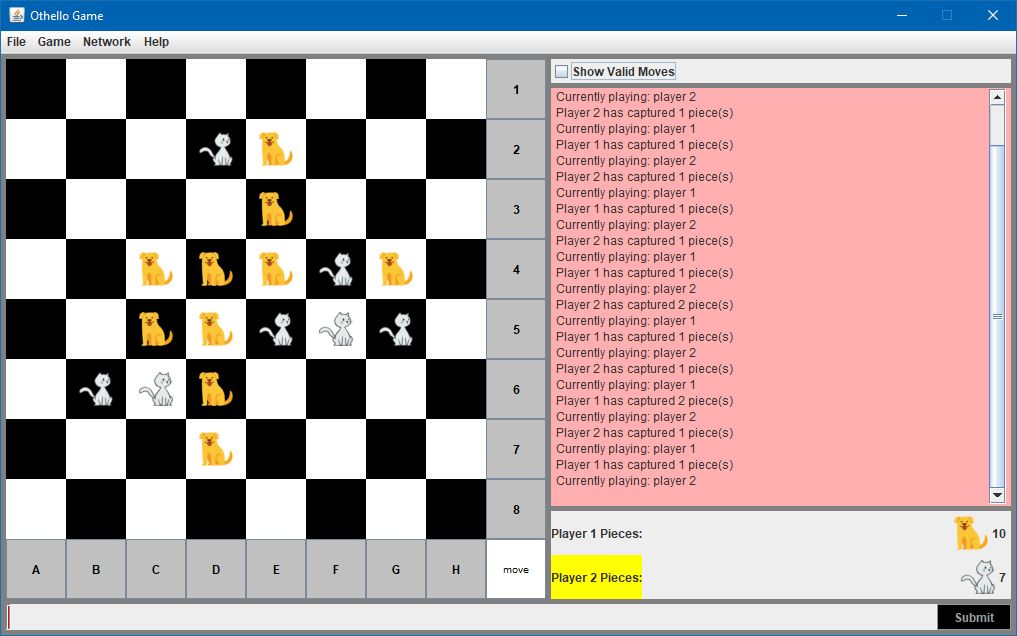 Othello Game
File Game Network Help
1
2
3
4
5
6
7
8
A B C D E F G H move
Show Valid Moves
Currently playing: player 2
Player 2 has captured 1 piece(s)
Currently playing: player 1
Player 1 has captured 1 piece(s)
Currently playing: player 2
Player 2 has captured 1 piece(s)
Currently playing: player 1
Player 1 has captured 1 piece(s)
Currently playing: player 2
Player 2 has captured 1 piece(s)
Currently playing: player 1
Player 1 has captured 1 piece(s)
Currently playing: player 2
Player 2 has captured 2 piece(s)
Currently playing: player 1
Player 1 has captured 1 piece(s)
Currently playing: player 2
Player 2 has captured 1 piece(s)
Currently playing: player 1
Player 1 has captured 2 piece(s)
Currently playing: player 2
Player 2 has captured 1 piece(s)
Currently playing: player 1
Player 1 has captured 1 piece(s)
Currently playing: player 2
Player 1 Pieces: 10
Player 2 Pieces: 7
Submit